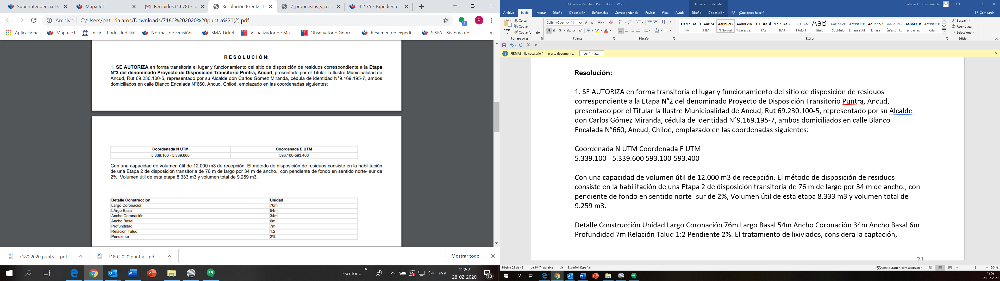 Superintendencia De
Mapa IoT
Recibidos (1.678) - p
Resolución Exenta_0
7_propuestas_y_reco
45175 - Expediente
Archivo
C:/Users/patricia.aros/Downloads/7180%202020%20puntra%20(2).pdf
P
2
Aplicaciones
Mapa IoT
Inicio - Poder Judicial
Normas de Emisión...
SMA Ticket
Visualizador de Ma...
Observatorio Georr...
Resumen de expedi...
SISFA - Sistema de...
»
R E S O L U C I Ó N:
1. SE AUTORIZA en forma transitoria el lugar y funcionamiento del sitio de disposición de residuos correspondiente a la Etapa
N°2 del denominado Proyecto de Disposición Transitorio Puntra, Ancud, presentado por el Titular la Ilustre Municipalidad de
Ancud, Rut 69.230.100-5, representado por su Alcalde don Carlos Gómez Miranda, cédula de identidad N°9.169.195-7, ambos
domiciliados en calle Blanco Encalada N°660, Ancud, Chiloé, emplazado en las coordenadas siguientes:
Coordenada N UTM Coordenada E UTM
5.339.100 - 5.339.600 593.100-593.400
Con una capacidad de volumen útil de 12.000 m3 de recepción. El método de disposición de residuos consiste en la habilitación
de una Etapa 2 de disposición transitoria de 76 m de largo por 34 m de ancho., con pendiente de fondo en sentido norte- sur de
2%, Volumen útil de esta etapa 8.333 m3 y volumen total de 9.259 m3.
Detalle Construccion Unidad
Largo Coronación 76m
LArgo Basal 54m
Ancho Coronación 34m
Ancho Basal 6m
Profundidad 7m
Relación Talud 1:2
Pendiente 2%
7180 2020 puntra....pdf
7180 2020 puntra....pdf
Mostrar todo
Escritorio
»
ESP
12:52
28-02-2020
13
IFA Relleno Sanitario Puntra.docx - Word
Herramientas de tabla
Patricia Aros Bustamante
Archivo Inicio Insertar Diseño Disposición Referencias Correspondencia Revisar Vista Ayuda Diseño Disposición ¿Qué desea hacer?
Compartir
Pegar
Cortar
Copiar
Copiar formato
Portapapeles
Calibri (Cuer 11
N K S abc x₂ x²
Fuente
Párrafo
1.1.1.1 Aᴄ 1 AaBbC AaBbCcDc AaBbCcDc 1.1 AaBl 1.1.1 AaB 1.1.1 Aa AaB AaBbCcD AaBbCcDc AaBbCcDc AaBbCcDc AaBbCcDc AaBbCcDc
IFA 4 ¶ IFA1 ¶ Normal ¶ Sin espa... IFA2 IFA3 Título 3 Título Subtítulo Énfasis sutil Énfasis Énfasis int... Texto en n... Cita
Estilos
Buscar
Reemplazar
Seleccionar
Edición
FIRMAS Es necesario firmar este documento. Ver firmas...
Resolución:
1. SE AUTORIZA en forma transitoria el lugar y funcionamiento del sitio de disposición de residuos
correspondiente a la Etapa N°2 del denominado Proyecto de Disposición Transitorio Puntra, Ancud,
presentado por el Titular la Ilustre Municipalidad de Ancud, Rut 69.230.100-5, representado por su Alcalde
don Carlos Gómez Miranda, cédula de identidad N°9.169.195-7, ambos domiciliados en calle Blanco
Encalada N°660, Ancud, Chiloé, emplazado en las coordenadas siguientes:
Coordenada N UTM Coordenada E UTM
5.339.100 - 5.339.600 593.100-593.400
Con una capacidad de volumen útil de 12.000 m3 de recepción. El método de disposición de residuos
consiste en la habilitación de una Etapa 2 de disposición transitoria de 76 m de largo por 34 m de ancho., con
pendiente de fondo en sentido norte- sur de 2%, Volumen útil de esta etapa 8.333 m3 y volumen total de
9.259 m3.
Detalle Construcción Unidad Largo Coronación 76m Largo Basal 54m Ancho Coronación 34m Ancho Basal 6m
Profundidad 7m Relación Talud 1:2 Pendiente 2%. El tratamiento de lixiviados, considera la captación,
21
Página 22 de 42 1 de 10474 palabras Español (España)
Configuración de visualización
204%
12:52
28-02-2020